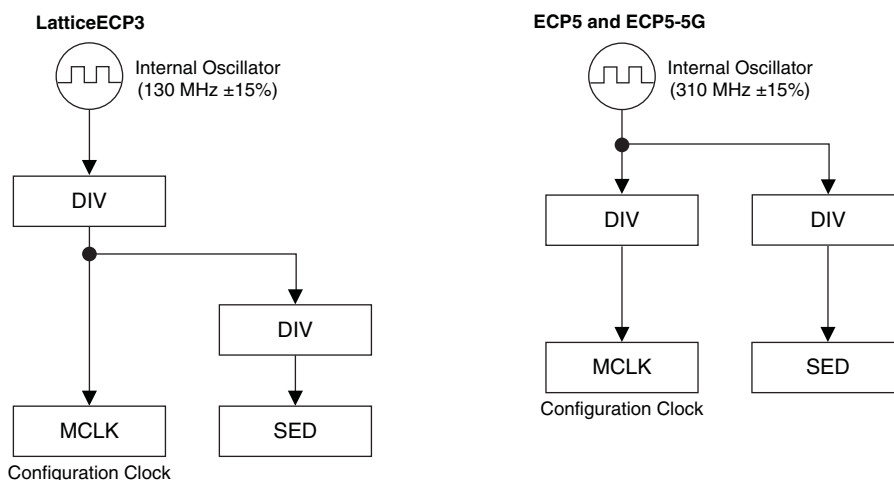 LatticeECP3
Internal Oscillator
(130 MHz ±15%)
DIV
DIV
MCLK
SED
Configuration Clock
ECP5 and ECP5-5G
Internal Oscillator
(310 MHz ±15%)
DIV
DIV
MCLK
SED
Configuration Clock